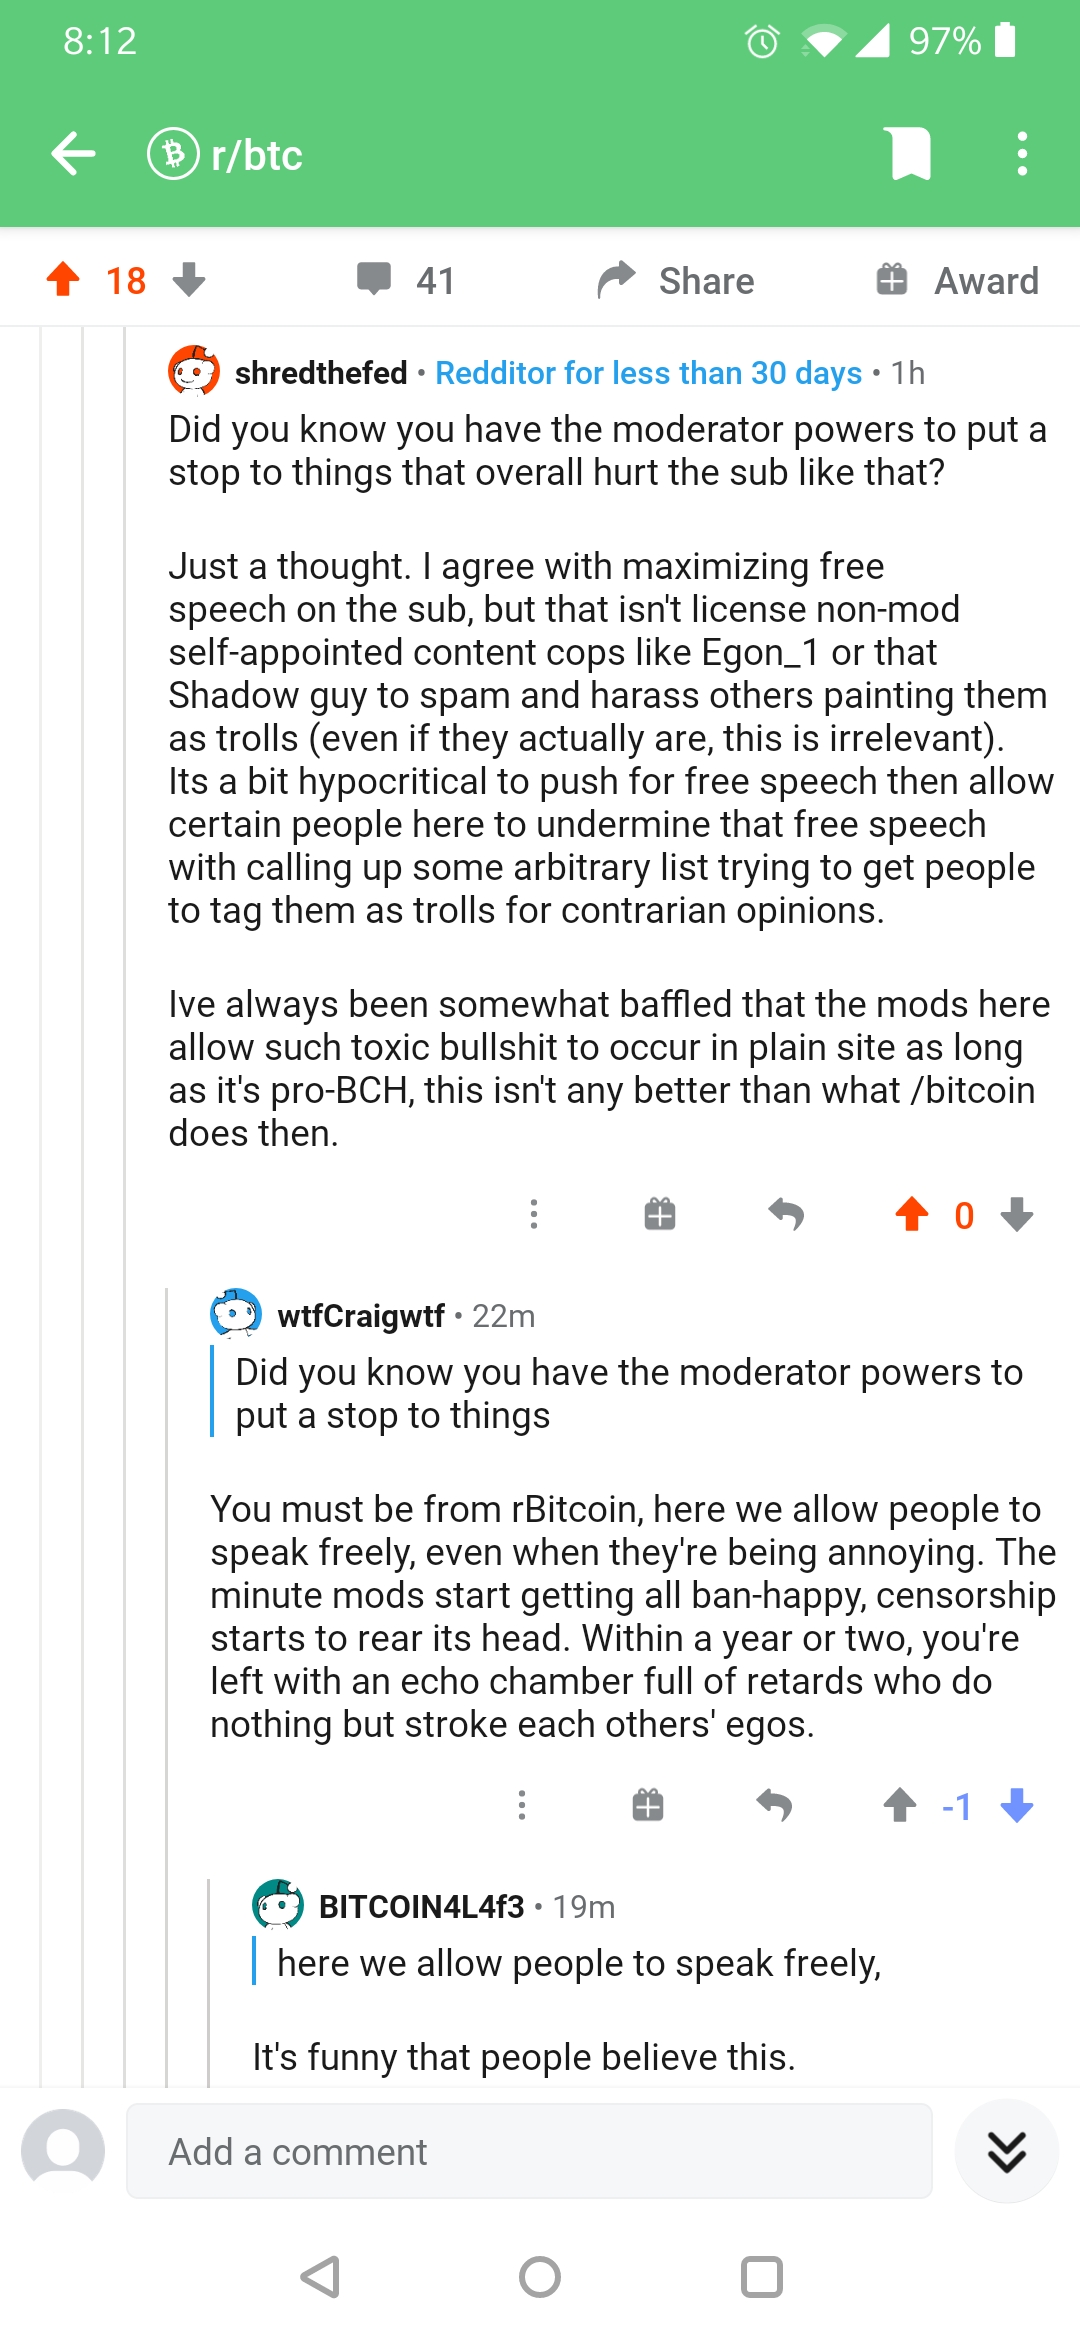 8:12
97%
r/btc
18
41
Share
Award
shredthefed • Redditor for less than 30 days • 1h
Did you know you have the moderator powers to put a
stop to things that overall hurt the sub like that?
Just a thought. I agree with maximizing free
speech on the sub, but that isn't license non-mod
self-appointed content cops like Egon_1 or that
Shadow guy to spam and harass others painting them
as trolls (even if they actually are, this is irrelevant).
Its a bit hypocritical to push for free speech then allow
certain people here to undermine that free speech
with calling up some arbitrary list trying to get people
to tag them as trolls for contrarian opinions.
Ive always been somewhat baffled that the mods here
allow such toxic bullshit to occur in plain site as long
as it's pro-BCH, this isn't any better than what /bitcoin
does then.
0
wtfCraigwtf • 22m
Did you know you have the moderator powers to
put a stop to things
You must be from rBitcoin, here we allow people to
speak freely, even when they're being annoying. The
minute mods start getting all ban-happy, censorship
starts to rear its head. Within a year or two, you're
left with an echo chamber full of retards who do
nothing but stroke each others' egos.
-1
BITCOIN4L4f3 • 19m
here we allow people to speak freely,
It's funny that people believe this.
Add a comment